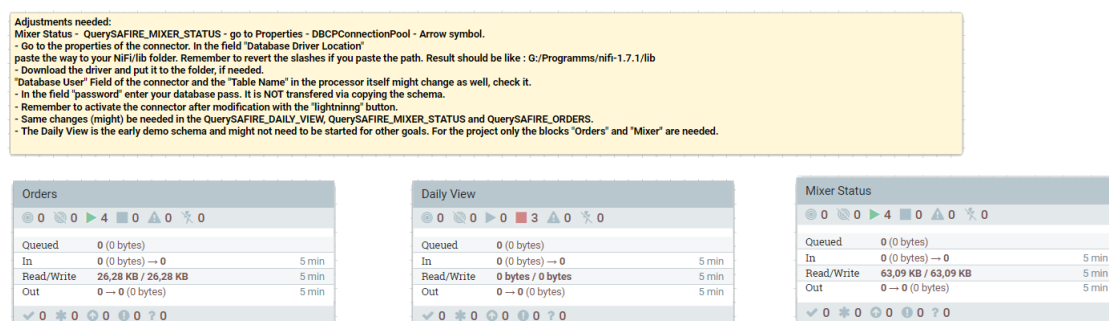 Adjustments needed:
Mixer Status - QuerySAFIRE_MIXER_STATUS - go to Properties - DBCPConnectionPool - Arrow symbol.
- Go to the properties of the connector. In the field "Database Driver Location"
paste the way to your NiFi/lib folder. Remember to revert the slashes if you paste the path. Result should be like : G:/Programms/nifi-1.7.1/lib
- Download the driver and put it to the folder, if needed.
"Database User" Field of the connector and the "Table Name" in the processor itself might change as well, check it.
- In the field "password" enter your database pass. It is NOT transfered via copying the schema.
- Remember to activate the connector after modification with the "lightninng" button.
- Same changes (might) be needed in the QuerySAFIRE_DAILY_VIEW, QuerySAFIRE_MIXER_STATUS and QuerySAFIRE_ORDERS.
- The Daily View is the early demo schema and might not need to be started for other goals. For the project only the blocks "Orders" and "Mixer" are needed.
Orders
0 0 4 0 0 0
Queued 0 (0 bytes)
In 0 (0 bytes) → 0 5 min
Read/Write 26,28 KB / 26,28 KB 5 min
Out 0 → 0 (0 bytes) 5 min
0 0 0 0 ? 0
Daily View
0 0 0 3 0 0
Queued 0 (0 bytes)
In 0 (0 bytes) → 0 5 min
Read/Write 0 bytes / 0 bytes 5 min
Out 0 → 0 (0 bytes) 5 min
0 0 0 0 ? 0
Mixer Status
0 0 4 0 0 0
Queued 0 (0 bytes)
In 0 (0 bytes) → 0 5 min
Read/Write 63,09 KB / 63,09 KB 5 min
Out 0 → 0 (0 bytes) 5 min
0 0 0 0 ? 0